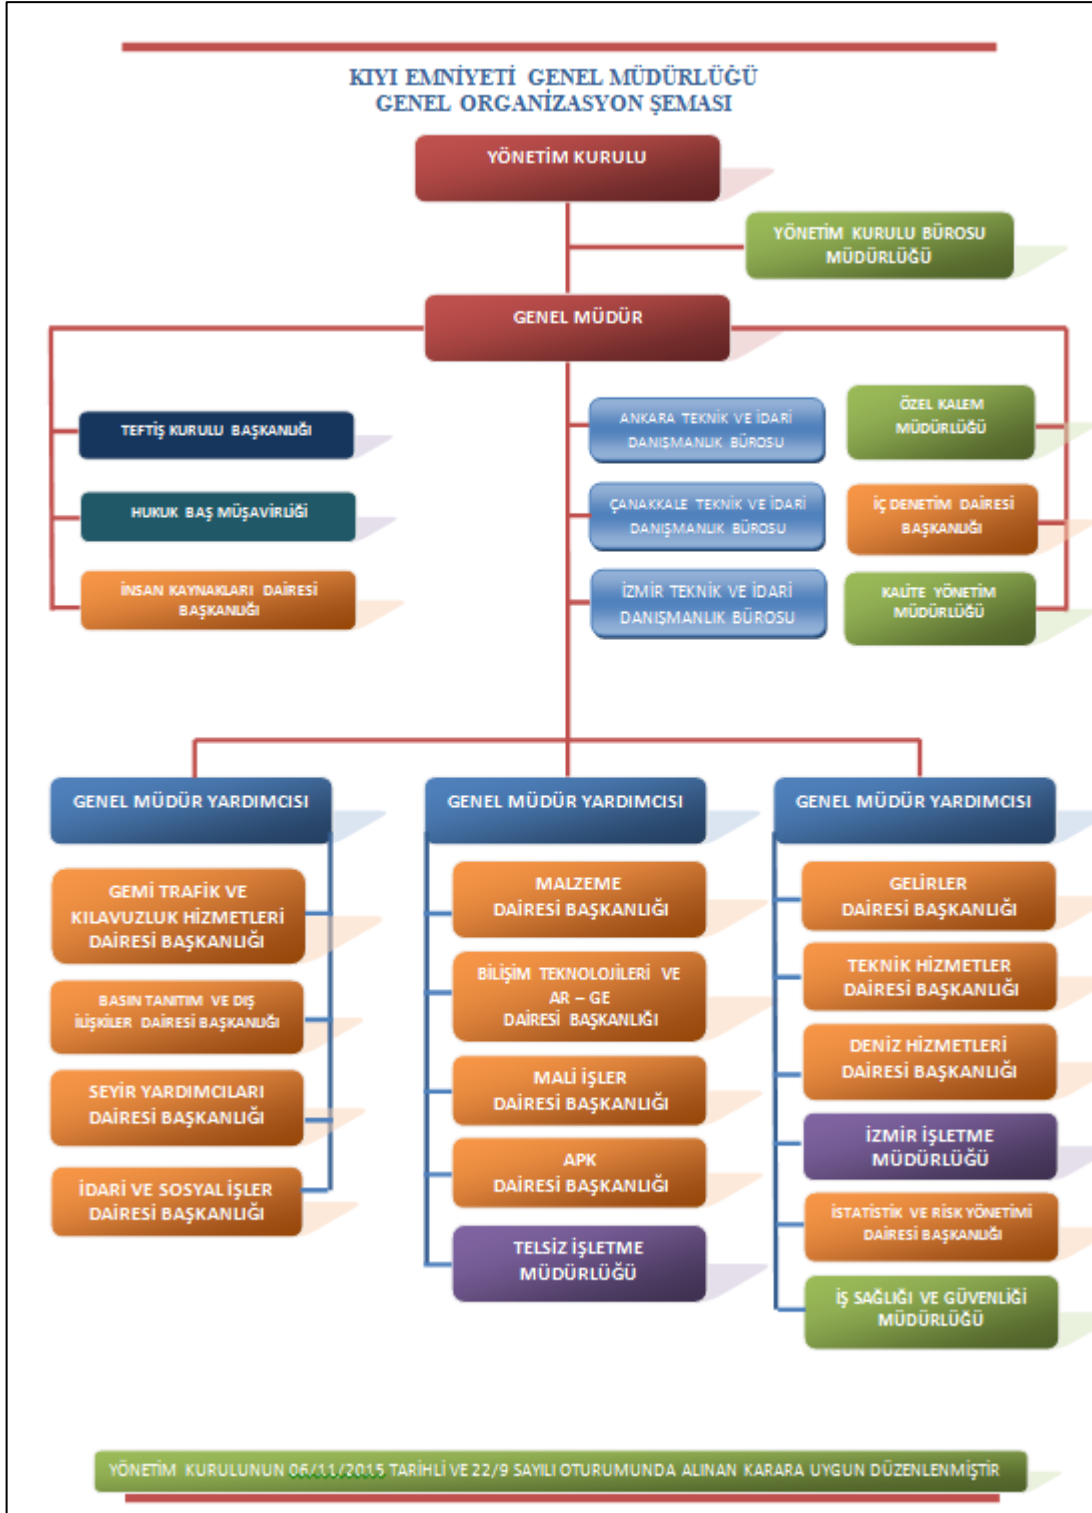 KIYI EMNİYETİ GENEL MÜDÜRLÜĞÜ
GENEL ORGANİZASYON ŞEMASI
YÖNETİM KURULU
YÖNETİM KURULU BÜROSU
MÜDÜRLÜĞÜ
GENEL MÜDÜR
TEFTİŞ KURULU BAŞKANLIĞI
HUKUK BAŞ MÜŞAVİRLİĞİ
İNSAN KAYNAKLARI DAİRESİ
BAŞKANLIĞI
ANKARA TEKNİK VE İDARİ
DANIŞMANLIK BÜROSU
ÇANAKKALE TEKNİK VE İDARİ
DANIŞMANLIK BÜROSU
İZMİR TEKNİK VE İDARİ
DANIŞMANLIK BÜROSU
ÖZEL KALEM
MÜDÜRLÜĞÜ
İÇ DENETİM DAİRESİ
BAŞKANLIĞI
KALİTE YÖNETİM
MÜDÜRLÜĞÜ
GENEL MÜDÜR YARDIMCISI
GEMİ TRAFİK VE
KILAVUZLUK HİZMETLERİ
DAİRESİ BAŞKANLIĞI
BASIN TANITIM VE DIŞ
İLİŞKİLER DAİRESİ BAŞKANLIĞI
SEYİR YARDIMCILARI
DAİRESİ BAŞKANLIĞI
İDARİ VE SOSYAL İŞLER
DAİRESİ BAŞKANLIĞI
GENEL MÜDÜR YARDIMCISI
MALZEME
DAİRESİ BAŞKANLIĞI
BİLİŞİM TEKNOLOJİLERİ VE
AR – GE
DAİRESİ BAŞKANLIĞI
MALİ İŞLER
DAİRESİ BAŞKANLIĞI
APK
DAİRESİ BAŞKANLIĞI
TELSİZ İŞLETME
MÜDÜRLÜĞÜ
GENEL MÜDÜR YARDIMCISI
GELİRLER
DAİRESİ BAŞKANLIĞI
TEKNİK HİZMETLER
DAİRESİ BAŞKANLIĞI
DENİZ HİZMETLERİ
DAİRESİ BAŞKANLIĞI
İZMİR İŞLETME
MÜDÜRLÜĞÜ
İSTATİSTİK VE RİSK YÖNETİMİ
DAİRESİ BAŞKANLIĞI
İŞ SAĞLIĞI VE GÜVENLİĞİ
MÜDÜRLÜĞÜ
YÖNETİM KURULUNUN 06/11/2015 TARİHLİ VE 22/9 SAYILI OTURUMUNDA ALINAN KARARA UYGUN DÜZENLENMİŞTİR